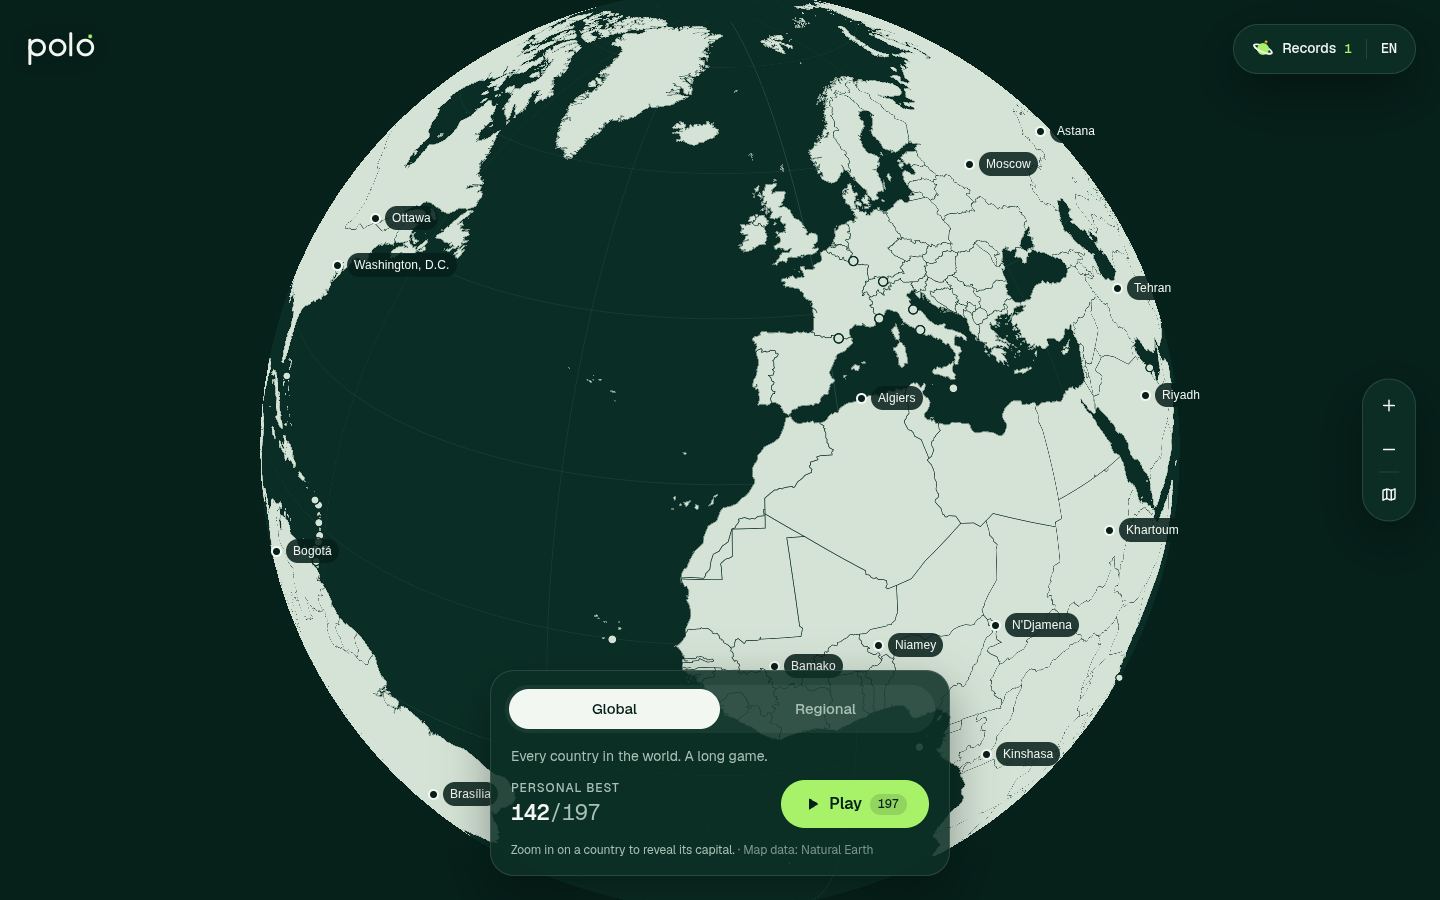 polo
Records 1
EN
Astana
Moscow
Ottawa
Washington, D.C.
Tehran
Algiers
Riyadh
Khartoum
Bogotá
N'Djamena
Niamey
Bamako
Global
Regional
Every country in the world. A long game.
Kinshasa
PERSONAL BEST
Brasília
142/197
Play 197
Zoom in on a country to reveal its capital. · Map data: Natural Earth